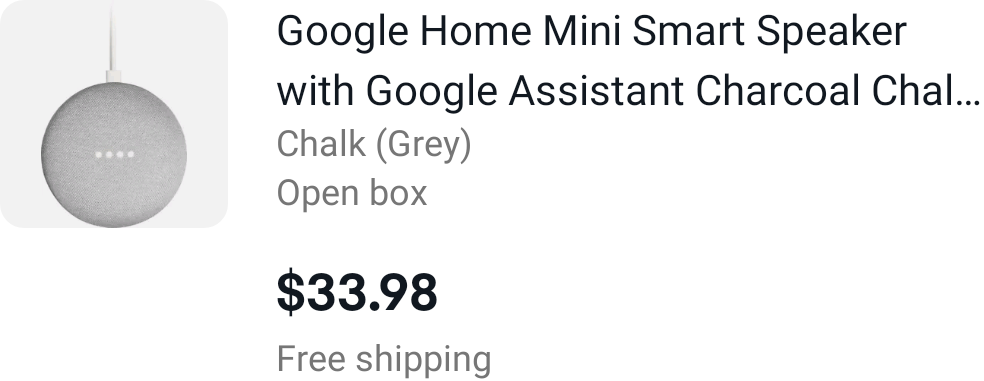 Google Home Mini Smart Speaker
with Google Assistant Charcoal Chal...
Chalk (Grey)
Open box
$33.98
Free shipping